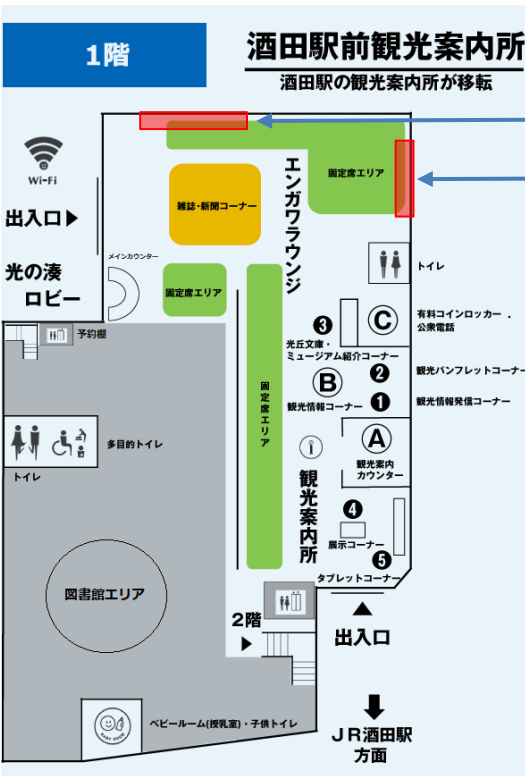 1階
酒田駅前観光案内所
酒田駅の観光案内所が移転
Wi-Fi
出入口▶
光の湊
ロビー
メインカウンター
雑誌・新聞コーナー
固定席エリア
エンガワラウンジ
固定席エリア
トイレ
C
有料コインロッカー．
公衆電話
3
光丘文庫・
ミュージアム紹介コーナー
予約棚
B
観光情報コーナー
2
観光パンフレットコーナー
1
観光情報発信コーナー
固定席エリア
i
観光案内所
A
観光案内
カウンター
多目的トイレ
トイレ
4
展示コーナー
5
タブレットコーナー
図書館エリア
2階
▶
▲
出入口
ベビールーム(授乳室)・子供トイレ
BABY ROOM
JR酒田駅
方面